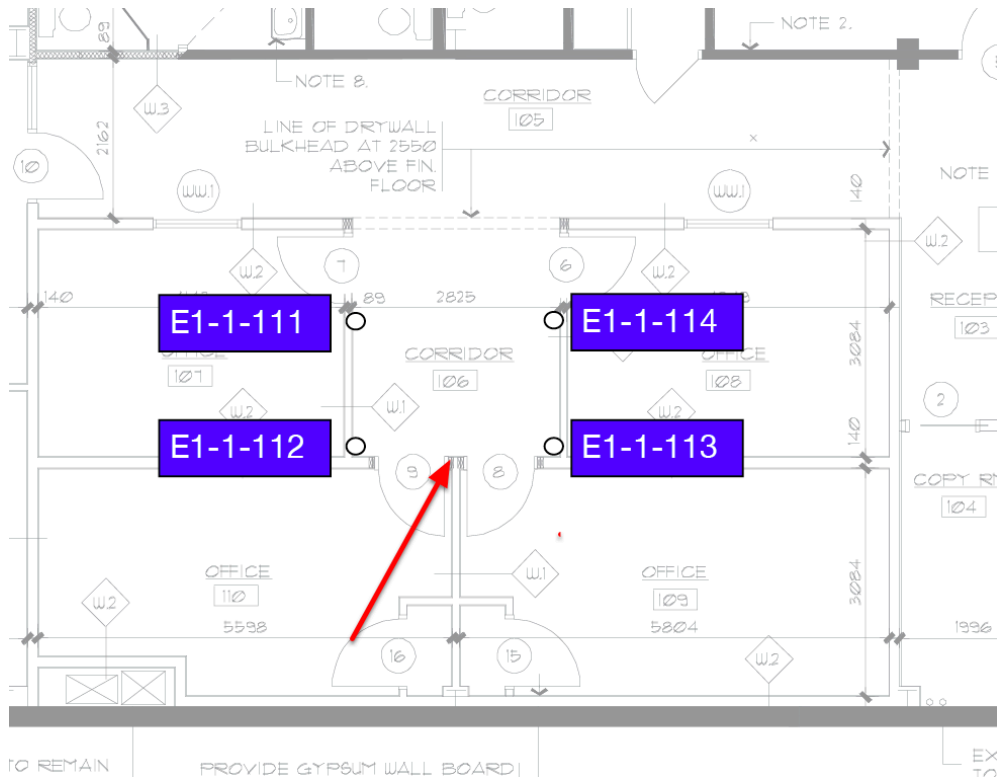 89
NOTE 2.
NOTE 8.
W.3
CORRIDOR
105
2162
LINE OF DRYWALL
BULKHEAD AT 2550
ABOVE FIN.
FLOOR
x
10
140
NOTE
WW.1
WW.1
W.2
W.2
7
6
W.2
140
89
2825
E1-1-111
E1-1-114
RECEP
103
OFFICE
107
CORRIDOR
106
OFFICE
108
3084
W.2
W.1
W.2
2
140
E1-1-112
E1-1-113
9
8
COPY RM
104
OFFICE
110
W.1
OFFICE
109
3084
W.2
5598
5804
1996
16
15
W.2
TO REMAIN
PROVIDE GYPSUM WALL BOARD
EX
TO